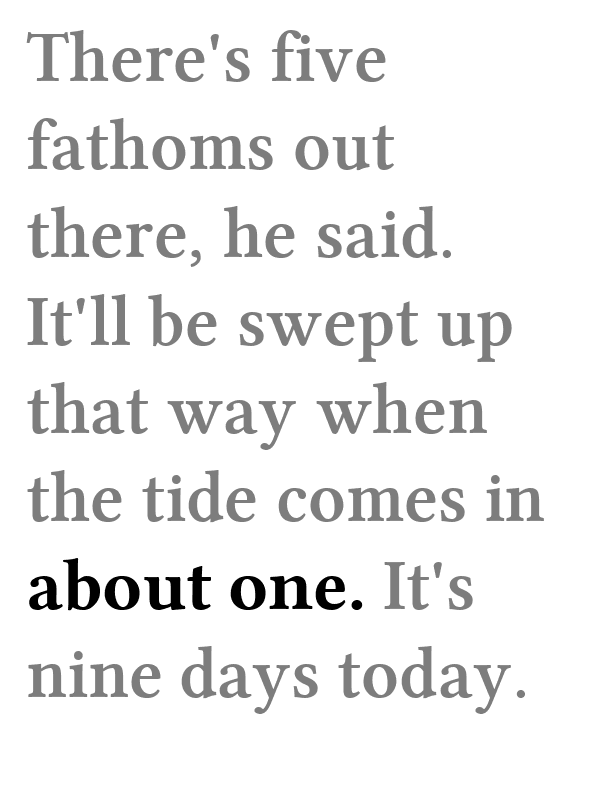 There's five
fathoms out
there, he said.
It'll be swept up
that way when
the tide comes in
about one. It's
nine days today.